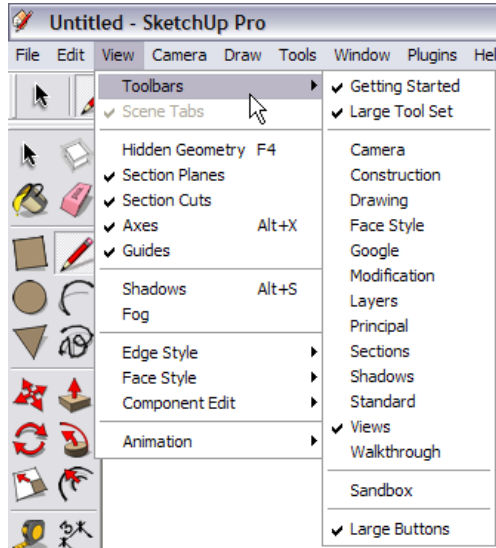 Untitled - SketchUp Pro
File Edit View Camera Draw Tools Window Plugins Hel
Toolbars
Scene Tabs
Hidden Geometry F4
Section Planes
Section Cuts
Axes Alt+X
Guides
Shadows Alt+S
Fog
Edge Style
Face Style
Component Edit
Animation
Getting Started
Large Tool Set
Camera
Construction
Drawing
Face Style
Google
Modification
Layers
Principal
Sections
Shadows
Standard
Views
Walkthrough
Sandbox
Large Buttons